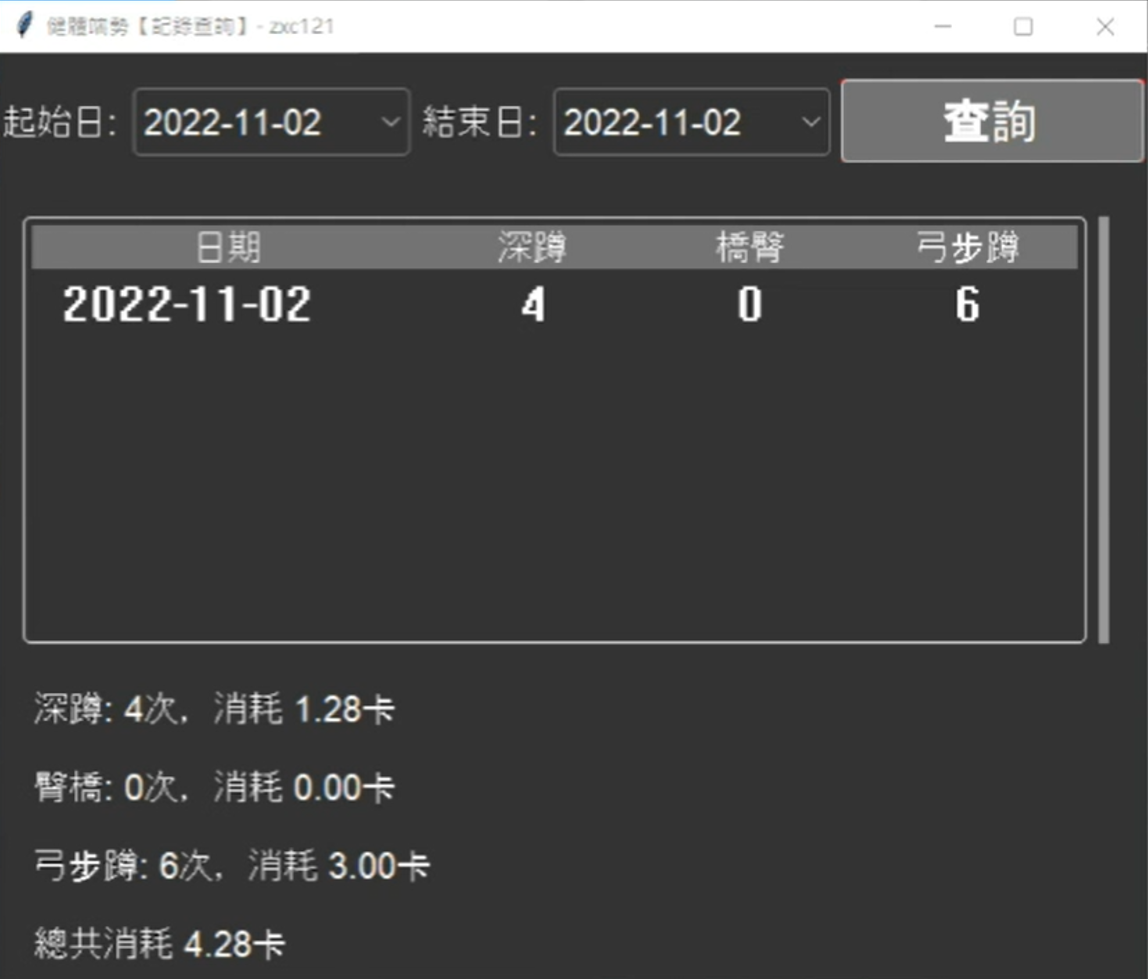 健體端勢【記錄查詢】- zxc121
起始日: 2022-11-02 結束日: 2022-11-02 查詢
日期 深蹲 橋臀 弓步蹲
2022-11-02 4 0 6
深蹲: 4次，消耗 1.28卡
臀橋: 0次，消耗 0.00卡
弓步蹲: 6次，消耗 3.00卡
總共消耗 4.28卡